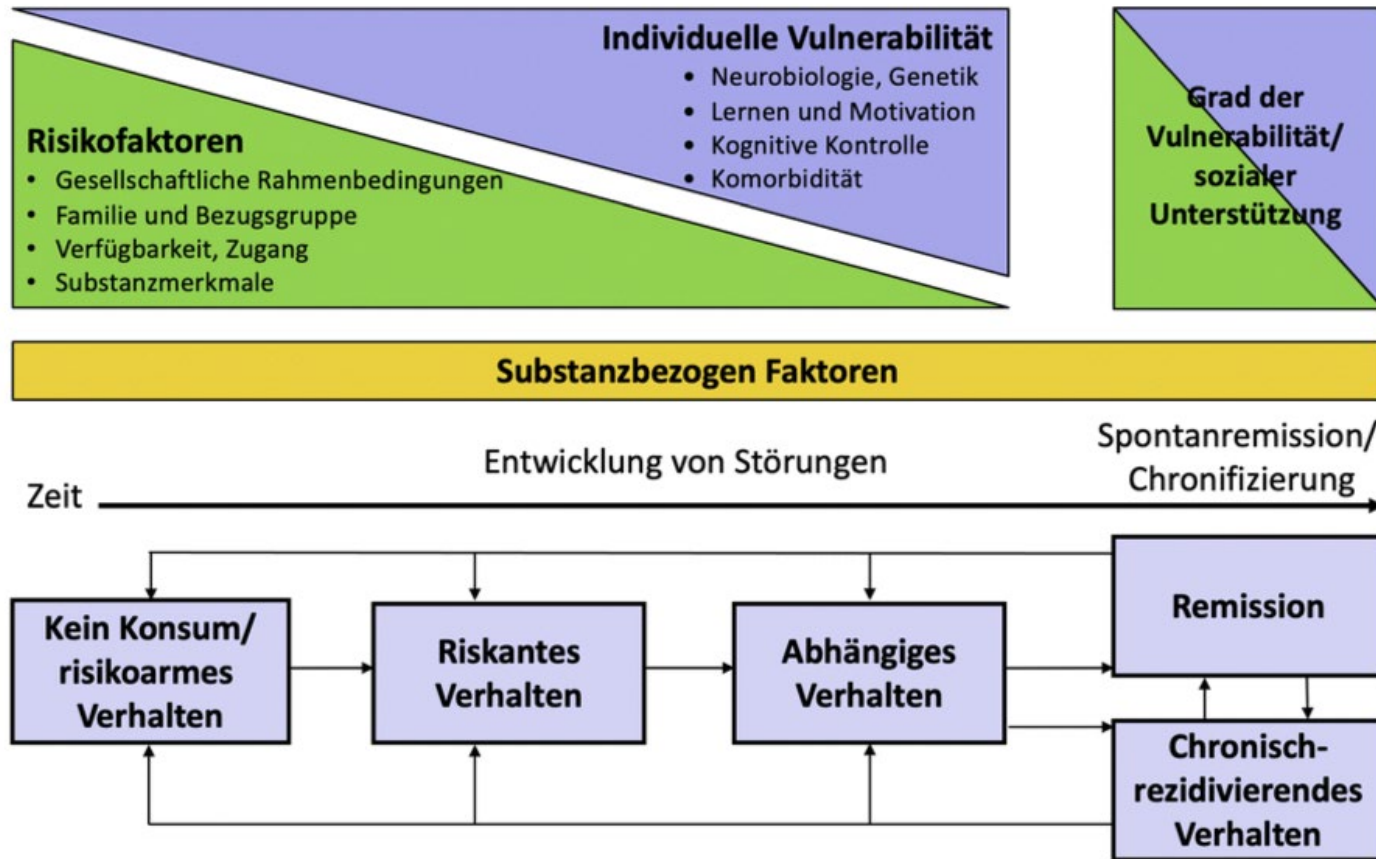 Individuelle Vulnerabilität
• Neurobiologie, Genetik
• Lernen und Motivation
• Kognitive Kontrolle
• Komorbidität
Risikofaktoren
• Gesellschaftliche Rahmenbedingungen
• Familie und Bezugsgruppe
• Verfügbarkeit, Zugang
• Substanzmerkmale
Grad der
Vulnerabilität/
sozialer
Unterstützung
Substanzbezogen Faktoren
Zeit
Entwicklung von Störungen
Spontanremission/
Chronifizierung
Kein Konsum/
risikoarmes
Verhalten
Riskantes
Verhalten
Abhängiges
Verhalten
Remission
Chronisch-
rezidivierendes
Verhalten